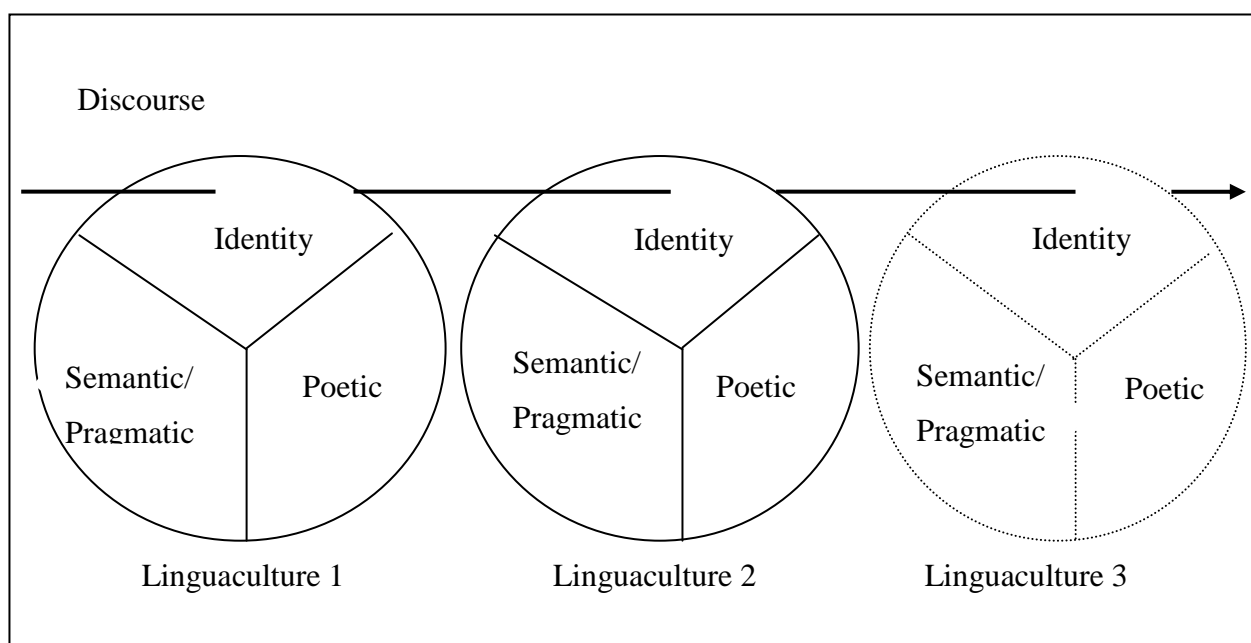 Discourse
Identity
Semantic/
Pragmatic
Poetic
Linguaculture 1
Identity
Semantic/
Pragmatic
Poetic
Linguaculture 2
Identity
Semantic/
Pragmatic
Poetic
Linguaculture 3